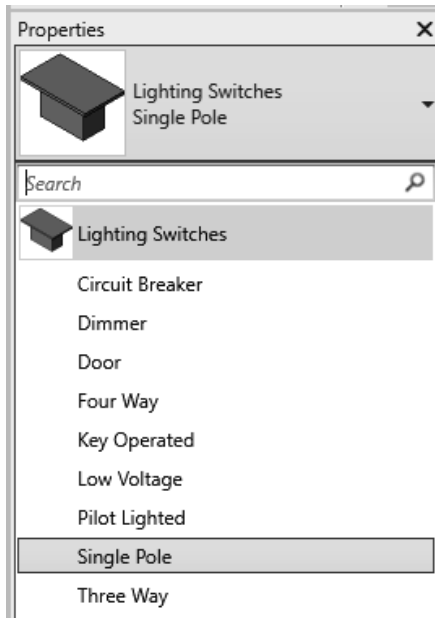 Properties
Lighting Switches
Single Pole
Search
Lighting Switches
Circuit Breaker
Dimmer
Door
Four Way
Key Operated
Low Voltage
Pilot Lighted
Single Pole
Three Way